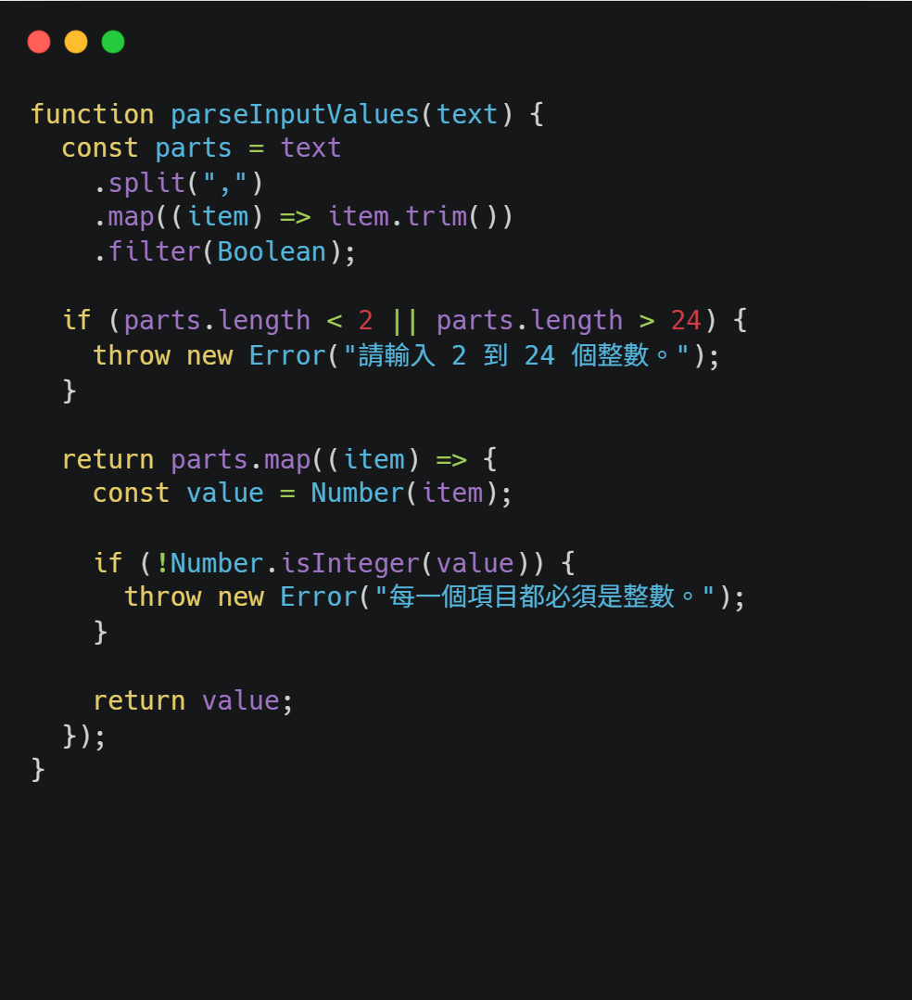 function parseInputValues(text) {
  const parts = text
    .split(",")
    .map((item) => item.trim())
    .filter(Boolean);

  if (parts.length < 2 || parts.length > 24) {
    throw new Error("請輸入 2 到 24 個整數。");
  }

  return parts.map((item) => {
    const value = Number(item);

    if (!Number.isInteger(value)) {
      throw new Error("每一個項目都必須是整數。");
    }

    return value;
  });
}